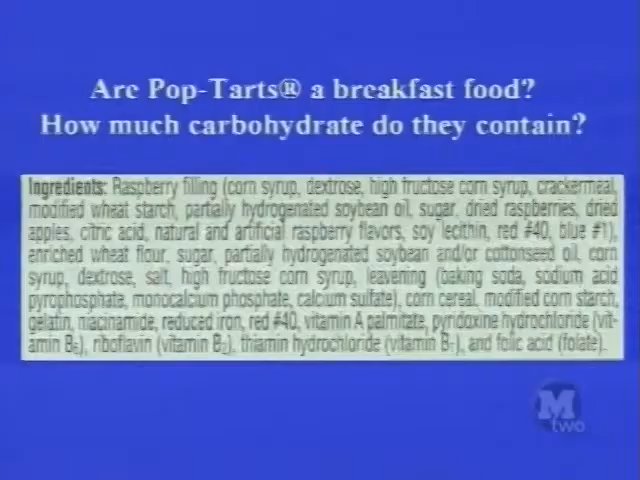 Are Pop-Tarts® a breakfast food?
How much carbohydrate do they contain?
Ingredients: Raspberry filling (corn syrup, dextrose, high fructose corn syrup, crackermeal,
modified wheat starch, partially hydrogenated soybean oil, sugar, dried raspberries, dried
apples, citric acid, natural and artificial raspberry flavors, soy lecithin, red #40, blue #1),
enriched wheat flour, sugar, partially hydrogenated soybean and/or cottonseed oil, corn
syrup, dextrose, salt, high fructose corn syrup, leavening (baking soda, sodium acid
pyrophosphate, monocalcium phosphate, calcium sulfate), corn cereal, modified corn starch,
gelatin, niacinamide, reduced iron, red #40, vitamin A palmitate, pyridoxine hydrochloride (vit-
amin B₆), riboflavin (vitamin B₂), thiamin hydrochloride (vitamin B₁), and folic acid (folate).
M
two